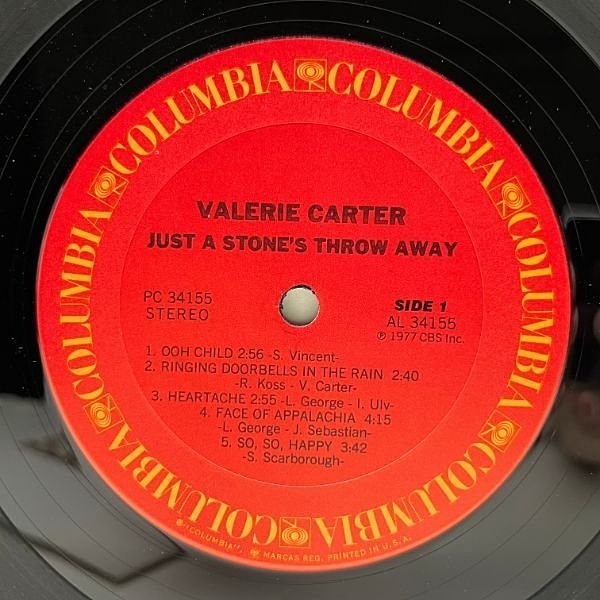 COLUMBIA COLUMBIA COLUMBIA COLUMBIA COLUMBIA COLUMBIA COLUMBIA COLUMBIA
VALERIE CARTER
JUST A STONE'S THROW AWAY
PC 34155
STEREO
SIDE 1
AL 34155
℗ 1977 CBS Inc.
1. OOH CHILD 2:56 -S. Vincent-
2. RINGING DOORBELLS IN THE RAIN 2:40
-R. Koss - V. Carter-
3. HEARTACHE 2:55 -L. George - I. Ulv-
4. FACE OF APPALACHIA 4:15
-L. George - J. Sebastian-
5. SO, SO, HAPPY 3:42
-S. Scarborough-
® "COLUMBIA", MARCAS REG. PRINTED IN U.S.A.